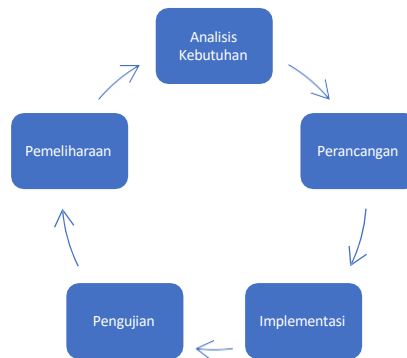 Analisis
Kebutuhan
Perancangan
Implementasi
Pengujian
Pemeliharaan